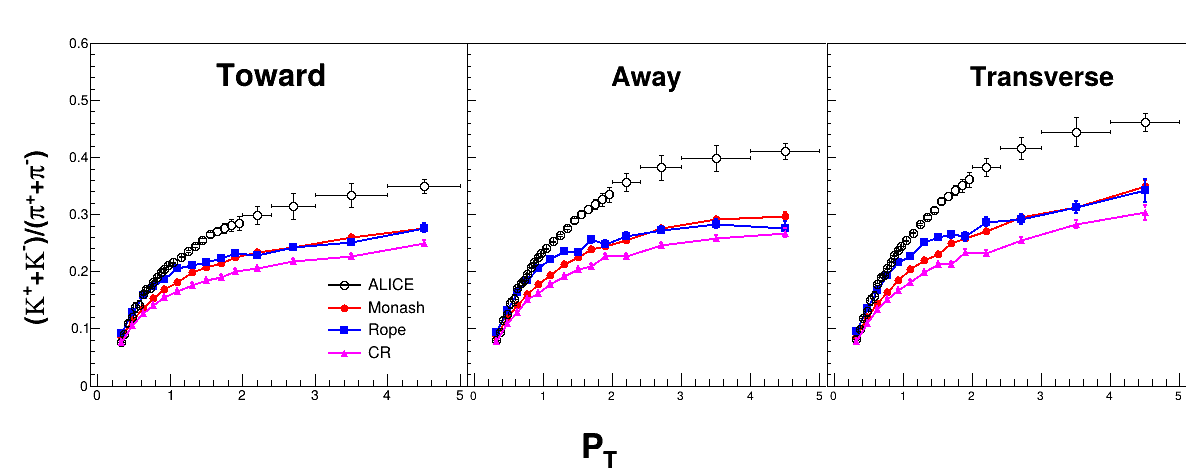 Toward
Away
Transverse
(K⁺+K⁻)/(π⁺+π⁻)
0.6
0.5
0.4
0.3
0.2
0.1
0
ALICE
Monash
Rope
CR
0 1 2 3 4 5
0 1 2 3 4 5
0 1 2 3 4 5
P_T